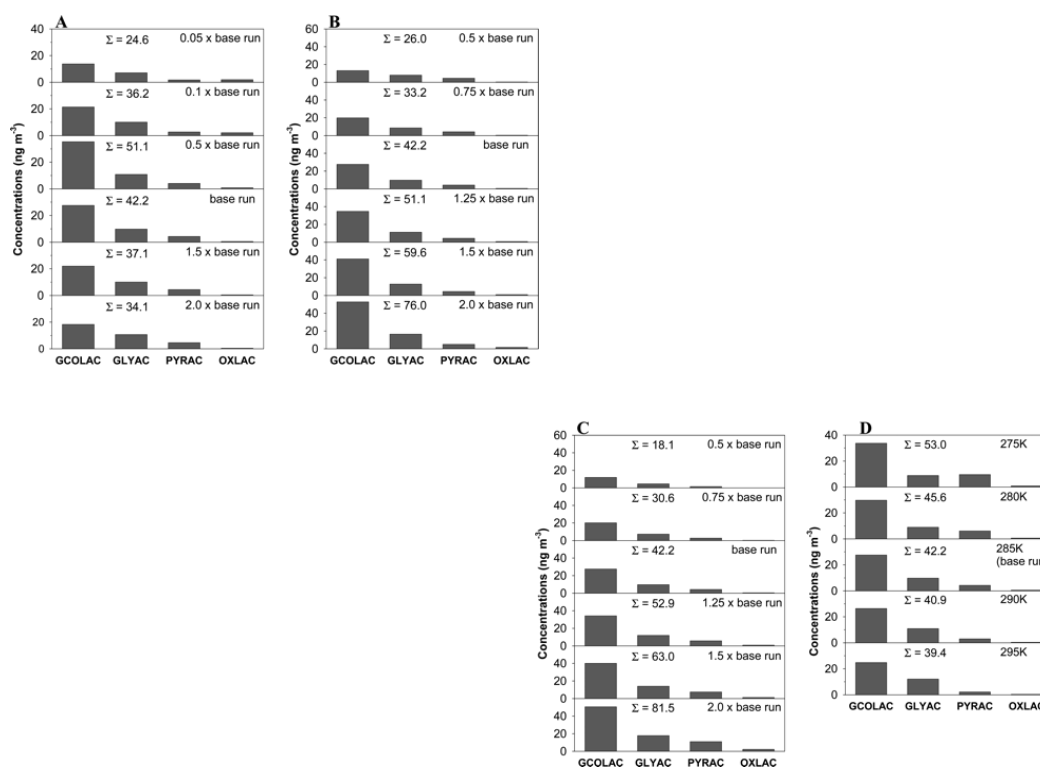 A
Concentrations (ng m⁻³)
40
20
0
Σ = 24.6 0.05 x base run
20
0
Σ = 36.2 0.1 x base run
20
0
Σ = 51.1 0.5 x base run
20
0
Σ = 42.2 base run
20
0
Σ = 37.1 1.5 x base run
20
0
Σ = 34.1 2.0 x base run
GCOLAC GLYAC PYRAC OXLAC
B
Concentrations (ng m⁻³)
60
40
20
0
Σ = 26.0 0.5 x base run
40
20
0
Σ = 33.2 0.75 x base run
40
20
0
Σ = 42.2 base run
40
20
0
Σ = 51.1 1.25 x base run
40
20
0
Σ = 59.6 1.5 x base run
40
20
0
Σ = 76.0 2.0 x base run
GCOLAC GLYAC PYRAC OXLAC
C
Concentrations (ng m⁻³)
60
40
20
0
Σ = 18.1 0.5 x base run
40
20
0
Σ = 30.6 0.75 x base run
40
20
0
Σ = 42.2 base run
40
20
0
Σ = 52.9 1.25 x base run
40
20
0
Σ = 63.0 1.5 x base run
40
20
0
Σ = 81.5 2.0 x base run
GCOLAC GLYAC PYRAC OXLAC
D
Concentrations (ng m⁻³)
40
20
0
Σ = 53.0 275K
20
0
Σ = 45.6 280K
20
0
Σ = 42.2 285K
(base run
20
0
Σ = 40.9 290K
20
0
Σ = 39.4 295K
GCOLAC GLYAC PYRAC OXLAC